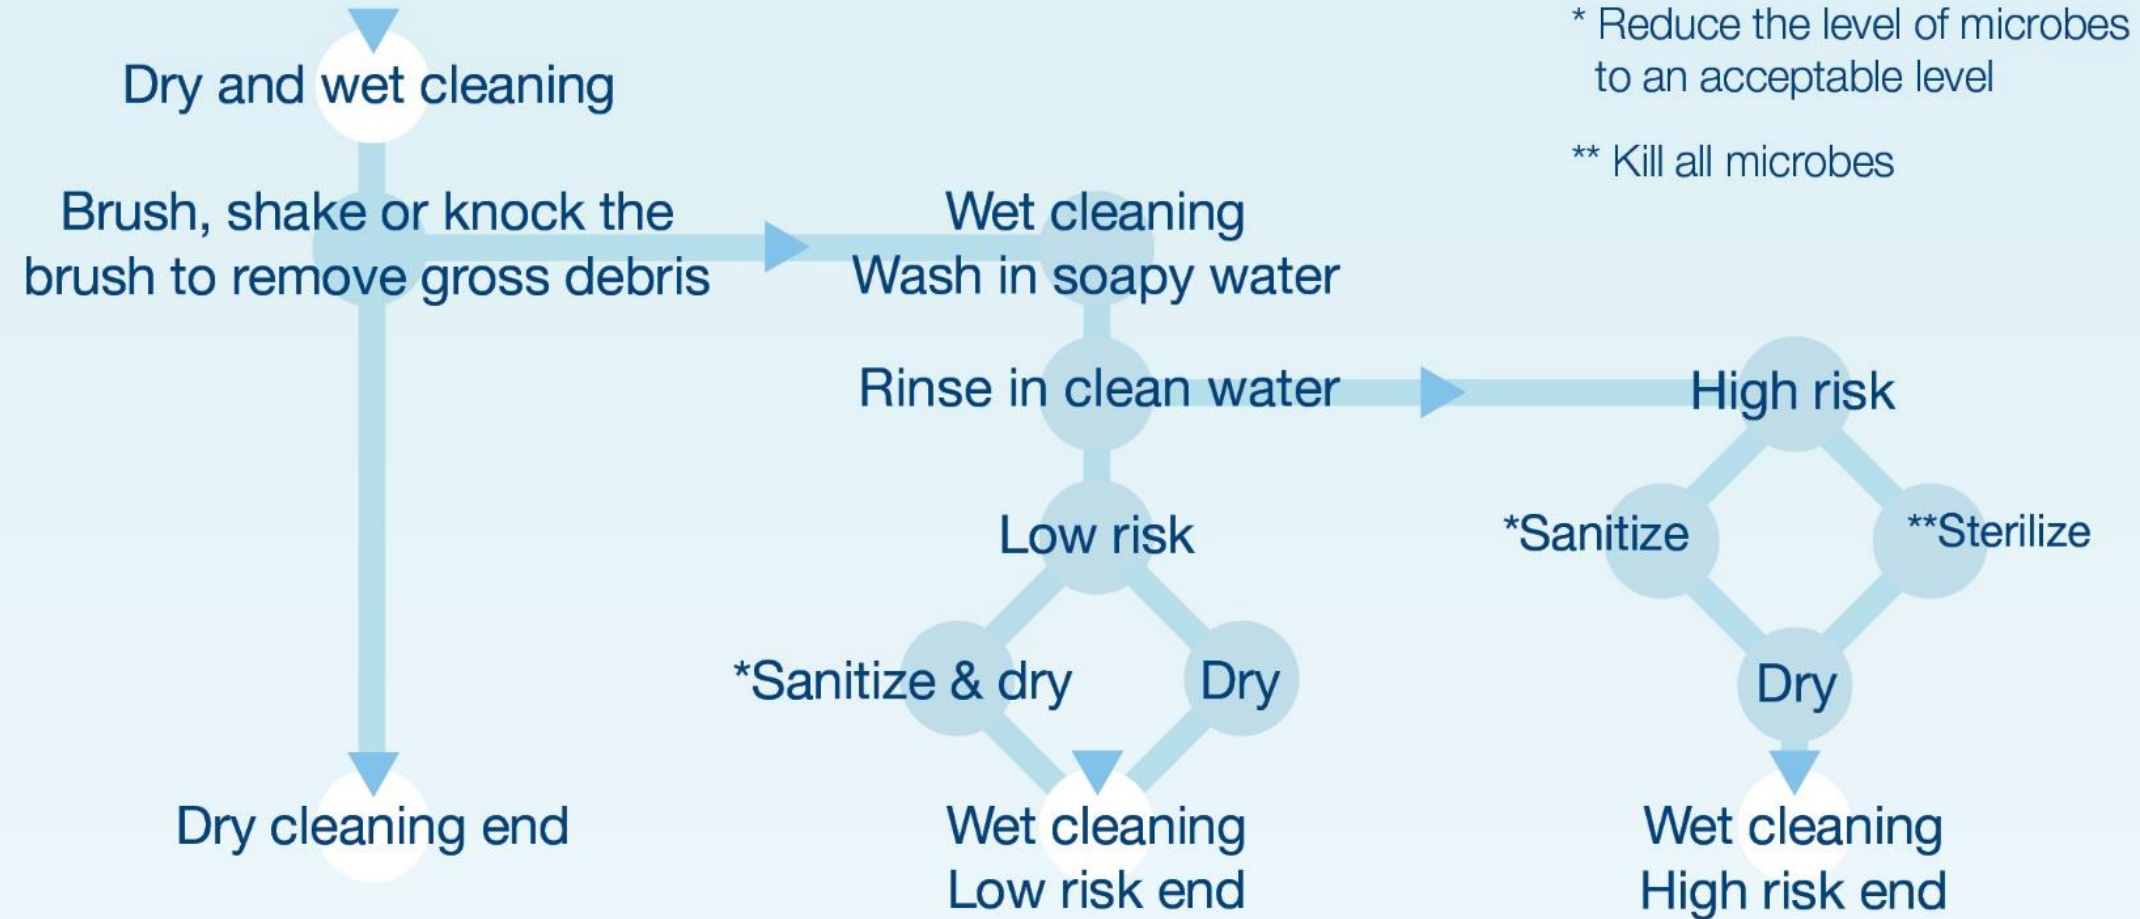 * Reduce the level of microbes
to an acceptable level
** Kill all microbes
Dry and wet cleaning
Brush, shake or knock the
brush to remove gross debris
Wet cleaning
Wash in soapy water
Rinse in clean water
High risk
Low risk
*Sanitize
**Sterilize
*Sanitize & dry
Dry
Dry
Dry cleaning end
Wet cleaning
Low risk end
Wet cleaning
High risk end